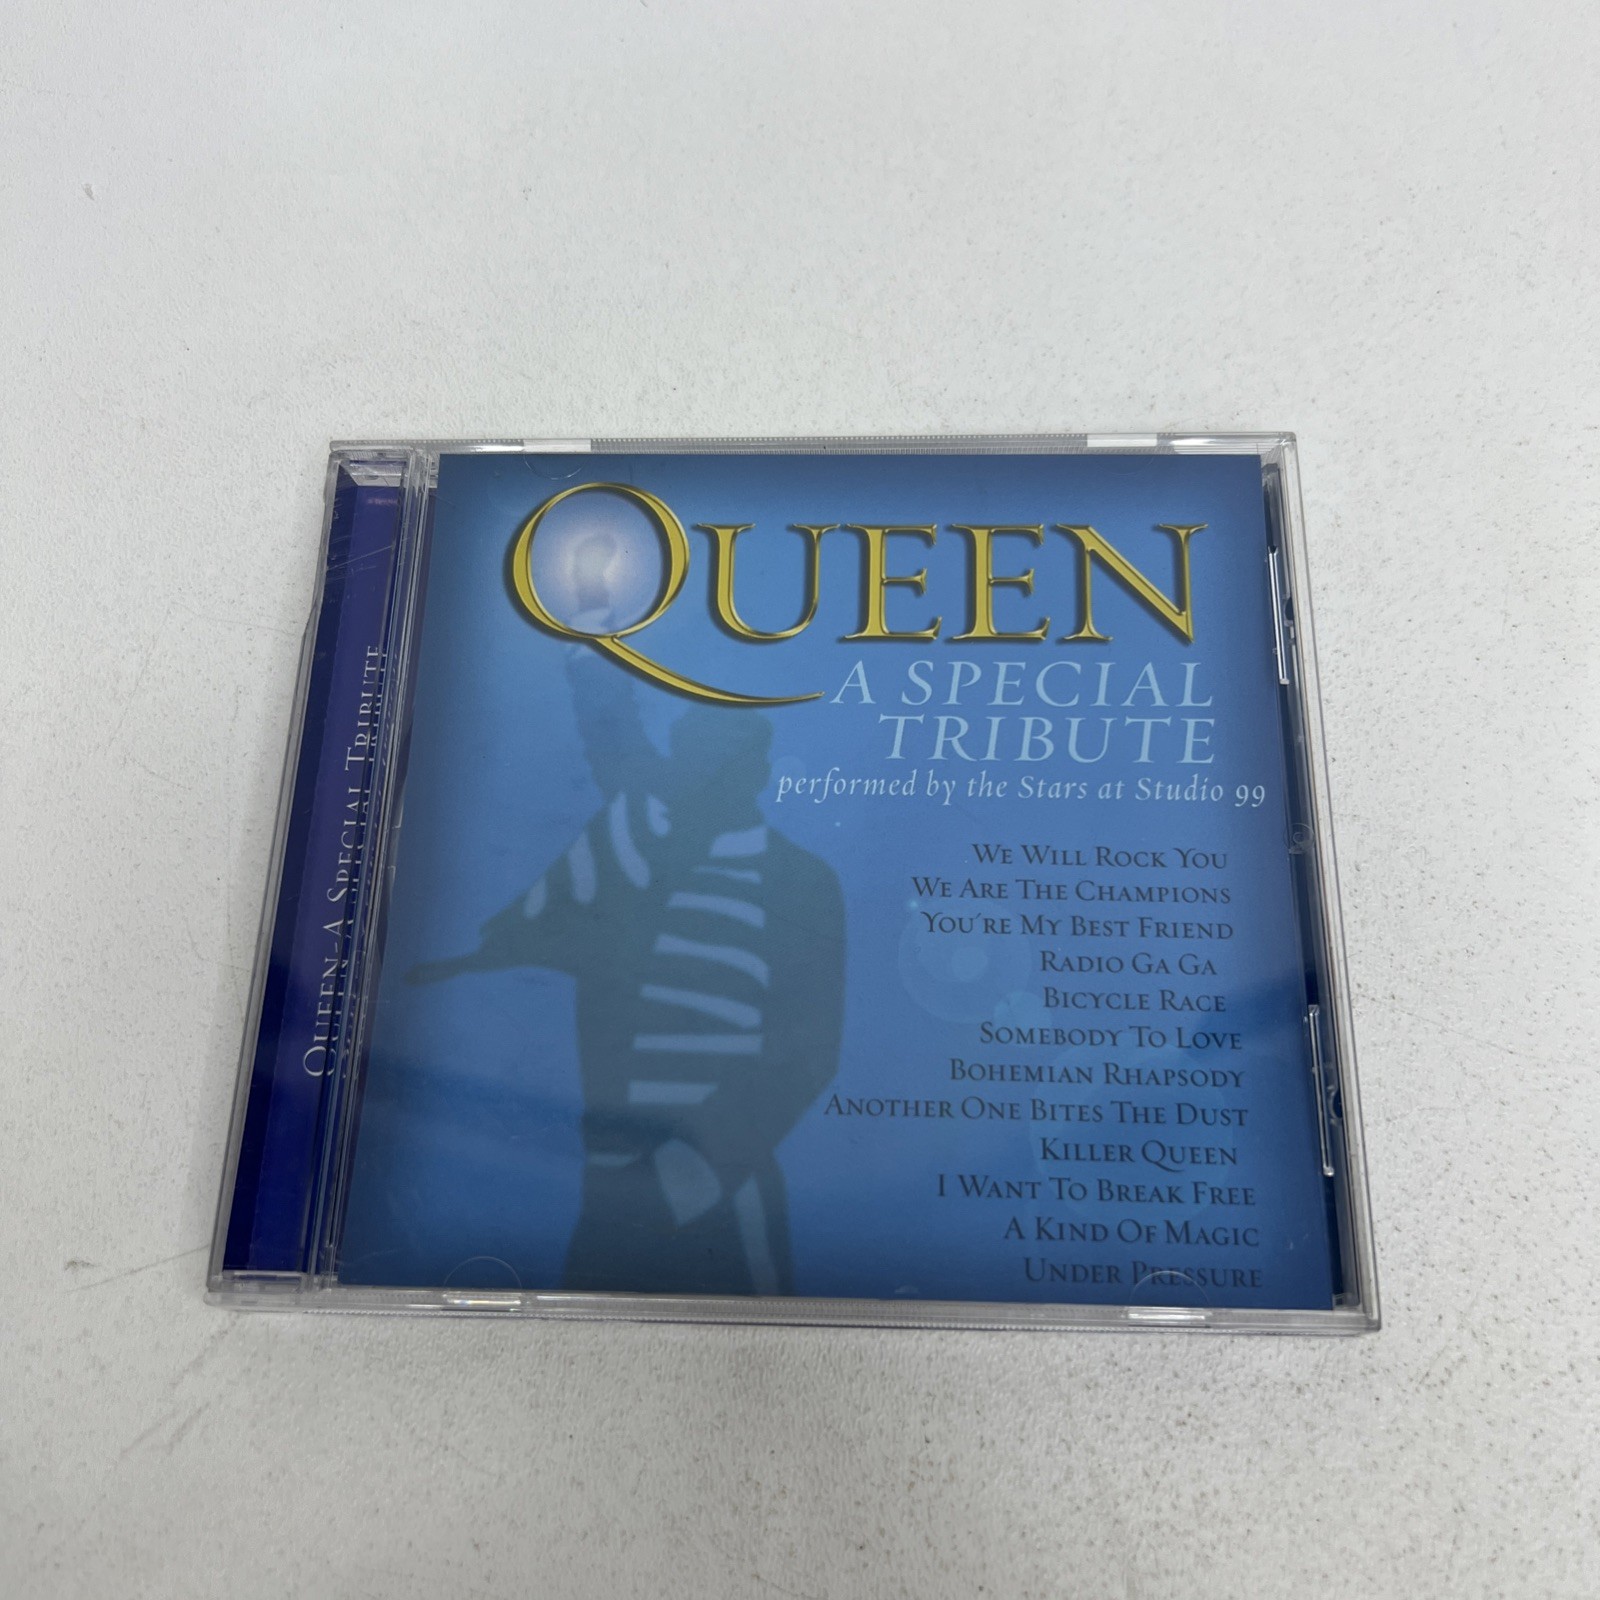 QUEEN
A SPECIAL
TRIBUTE
performed by the Stars at Studio 99
WE WILL ROCK YOU
WE ARE THE CHAMPIONS
YOU'RE MY BEST FRIEND
RADIO GA GA
BICYCLE RACE
SOMEBODY TO LOVE
BOHEMIAN RHAPSODY
ANOTHER ONE BITES THE DUST
KILLER QUEEN
I WANT TO BREAK FREE
A KIND OF MAGIC
UNDER PRESSURE
QUEEN-A SPECIAL TRIBUTE